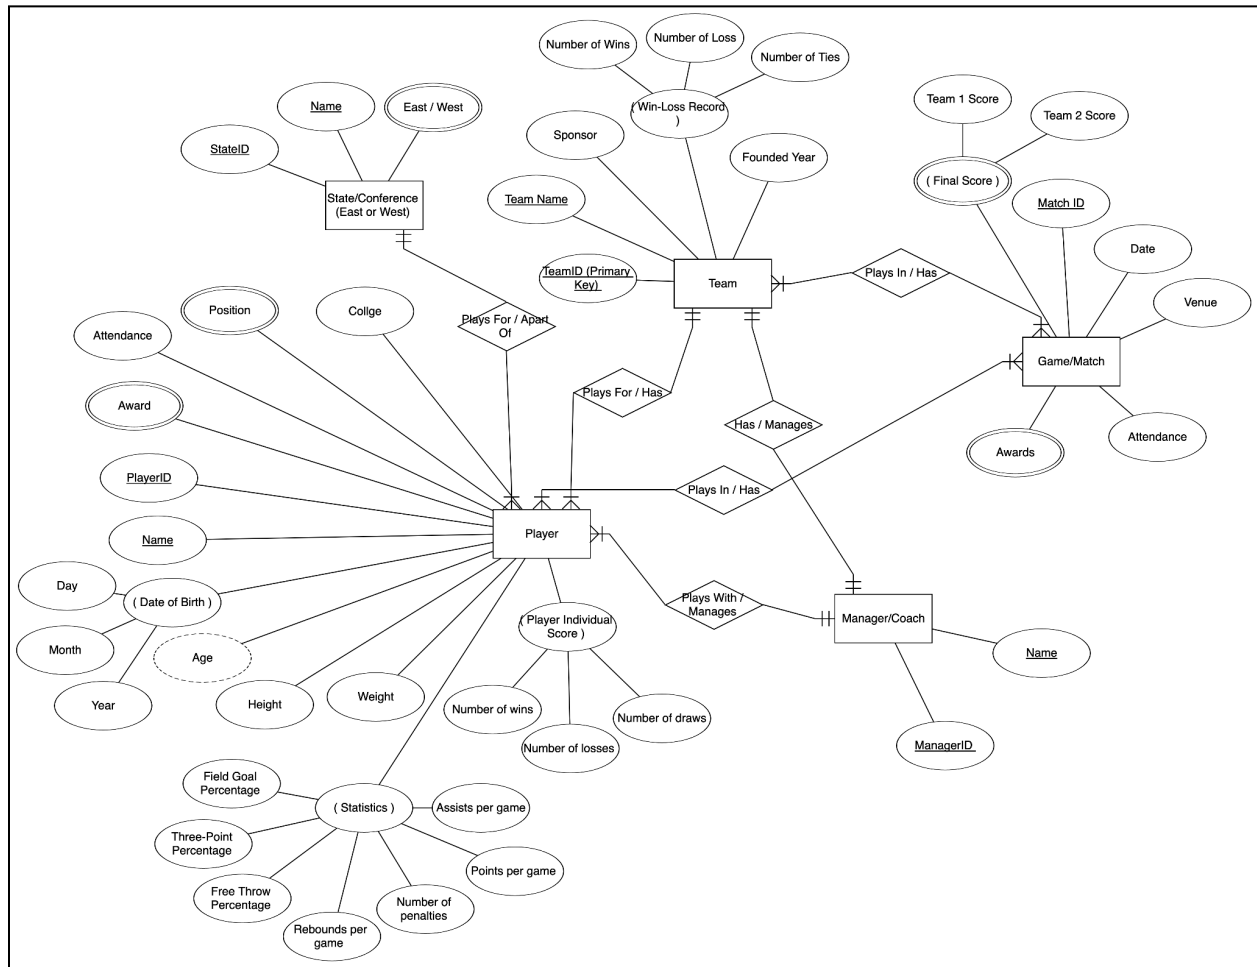 Number of Wins
Number of Loss
Number of Ties
( Win-Loss Record
)
Name
East / West
StateID
State/Conference
(East or West)
Sponsor
Founded Year
Team Name
TeamID (Primary
Key)
Team
Team 1 Score
Team 2 Score
( Final Score )
Match ID
Date
Venue
Plays In / Has
Game/Match
Awards
Attendance
Position
Collge
Plays For / Apart
Of
Attendance
Award
Plays For / Has
Has / Manages
PlayerID
Plays In / Has
Name
Player
Day
( Date of Birth )
Month
Year
Age
Height
Weight
( Player Individual
Score )
Number of wins
Number of losses
Number of draws
Plays With /
Manages
Manager/Coach
Name
ManagerID
Field Goal
Percentage
( Statistics )
Assists per game
Three-Point
Percentage
Points per game
Free Throw
Percentage
Number of
penalties
Rebounds per
game